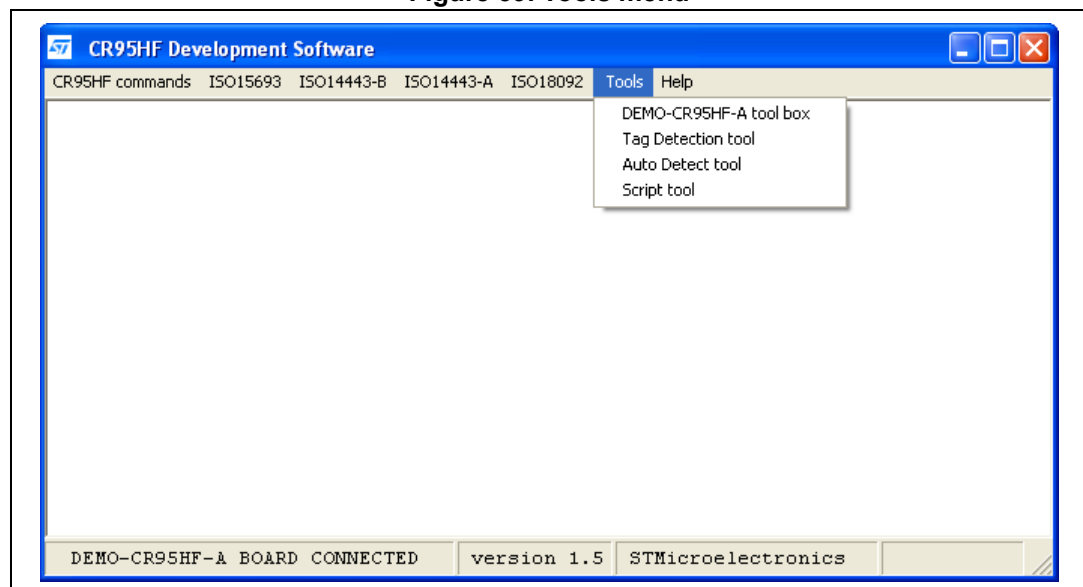 CR95HF Development Software
CR95HF commands ISO15693 ISO14443-B ISO14443-A ISO18092 Tools Help
DEMO-CR95HF-A tool box
Tag Detection tool
Auto Detect tool
Script tool
DEMO-CR95HF-A BOARD CONNECTED version 1.5 STMicroelectronics